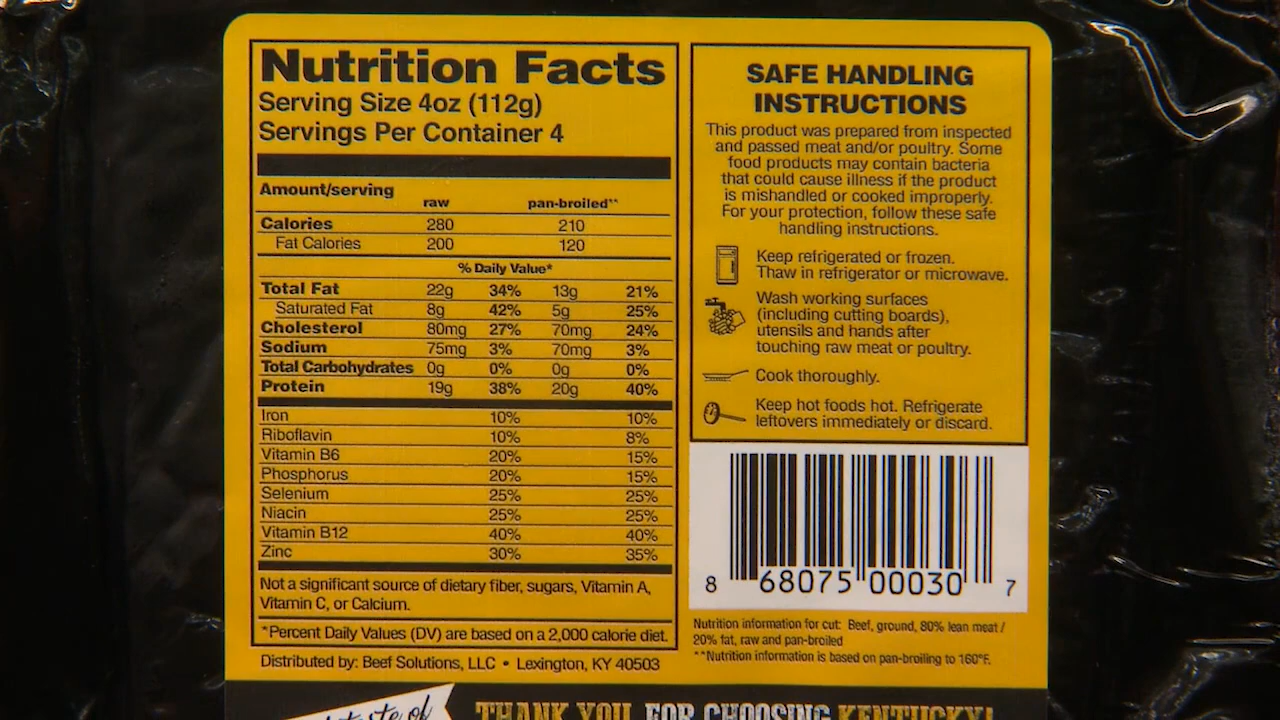 Nutrition Facts
Serving Size 4oz (112g)
Servings Per Container 4
Amount/serving
raw pan-broiled**
Calories 280 210
Fat Calories 200 120
% Daily Value*
Total Fat 22g 34% 13g 21%
Saturated Fat 8g 42% 5g 25%
Cholesterol 80mg 27% 70mg 24%
Sodium 75mg 3% 70mg 3%
Total Carbohydrates 0g 0% 0g 0%
Protein 19g 38% 20g 40%
Iron 10% 10%
Riboflavin 10% 8%
Vitamin B6 20% 15%
Phosphorus 20% 15%
Selenium 25% 25%
Niacin 25% 25%
Vitamin B12 40% 40%
Zinc 30% 35%
Not a significant source of dietary fiber, sugars, Vitamin A,
Vitamin C, or Calcium.
*Percent Daily Values (DV) are based on a 2,000 calorie diet.
Distributed by: Beef Solutions, LLC • Lexington, KY 40503
SAFE HANDLING
INSTRUCTIONS
This product was prepared from inspected
and passed meat and/or poultry. Some
food products may contain bacteria
that could cause illness if the product
is mishandled or cooked improperly.
For your protection, follow these safe
handling instructions.
Keep refrigerated or frozen.
Thaw in refrigerator or microwave.
Wash working surfaces
(including cutting boards),
utensils and hands after
touching raw meat or poultry.
Cook thoroughly.
Keep hot foods hot. Refrigerate
leftovers immediately or discard.
8 68075 00030 7
Nutrition information for cut: Beef, ground, 80% lean meat /
20% fat, raw and pan-broiled
**Nutrition information is based on pan-broiling to 160°F.
taste of
THANK YOU FOR CHOOSING KENTUCKY!